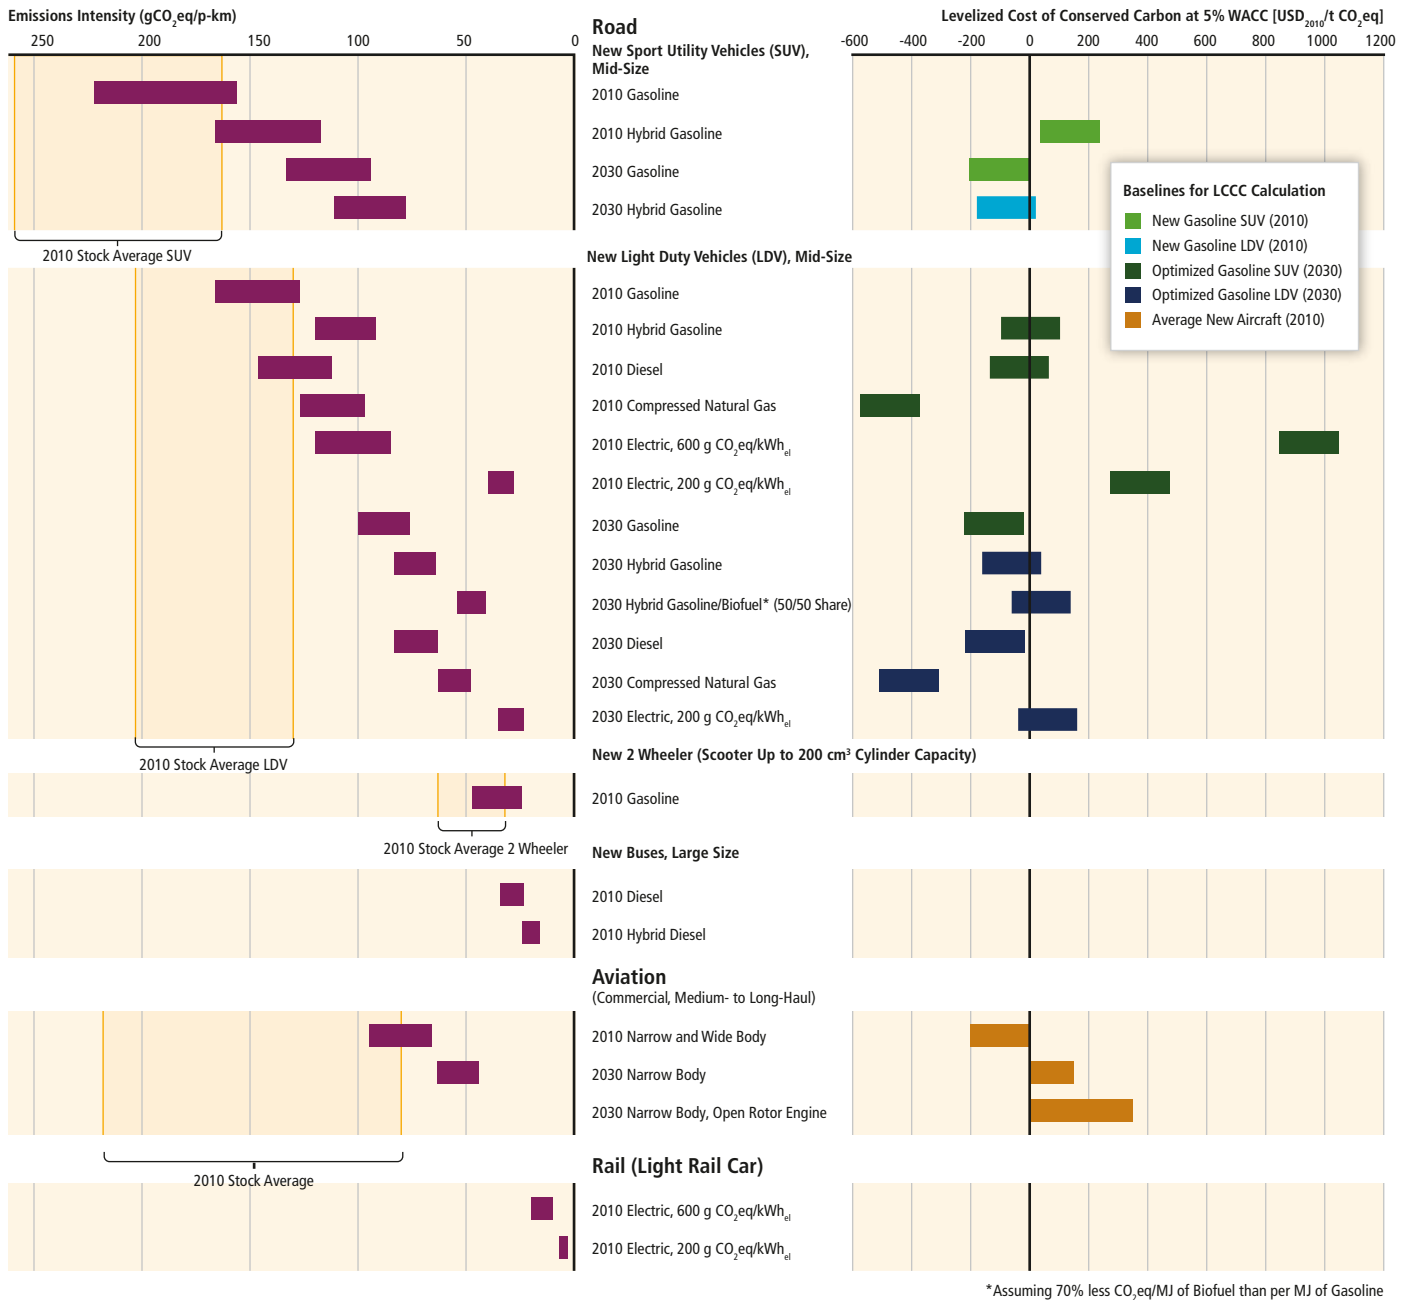 Emissions Intensity (gCO2eq/p-km)
250 200 150 100 50 0
Levelized Cost of Conserved Carbon at 5% WACC [USD2010/t CO2eq]
-600 -400 -200 0 200 400 600 800 1000 1200
Road
New Sport Utility Vehicles (SUV),
Mid-Size
2010 Gasoline
2010 Hybrid Gasoline
2030 Gasoline
2030 Hybrid Gasoline
2010 Stock Average SUV
Baselines for LCCC Calculation
New Gasoline SUV (2010)
New Gasoline LDV (2010)
Optimized Gasoline SUV (2030)
Optimized Gasoline LDV (2030)
Average New Aircraft (2010)
New Light Duty Vehicles (LDV), Mid-Size
2010 Gasoline
2010 Hybrid Gasoline
2010 Diesel
2010 Compressed Natural Gas
2010 Electric, 600 g CO2eq/kWhel
2010 Electric, 200 g CO2eq/kWhel
2030 Gasoline
2030 Hybrid Gasoline
2030 Hybrid Gasoline/Biofuel* (50/50 Share)
2030 Diesel
2030 Compressed Natural Gas
2030 Electric, 200 g CO2eq/kWhel
2010 Stock Average LDV
New 2 Wheeler (Scooter Up to 200 cm³ Cylinder Capacity)
2010 Gasoline
2010 Stock Average 2 Wheeler
New Buses, Large Size
2010 Diesel
2010 Hybrid Diesel
Aviation
(Commercial, Medium- to Long-Haul)
2010 Narrow and Wide Body
2030 Narrow Body
2030 Narrow Body, Open Rotor Engine
2010 Stock Average
Rail (Light Rail Car)
2010 Electric, 600 g CO2eq/kWhel
2010 Electric, 200 g CO2eq/kWhel
*Assuming 70% less CO2eq/MJ of Biofuel than per MJ of Gasoline